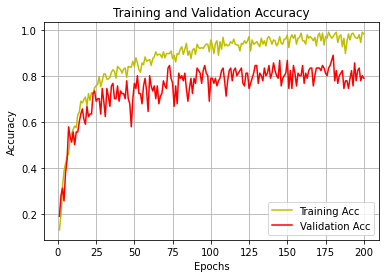 Training and Validation Accuracy
1.0
0.8
0.6
0.4
0.2
Accuracy
0 25 50 75 100 125 150 175 200
Epochs
Training Acc
Validation Acc